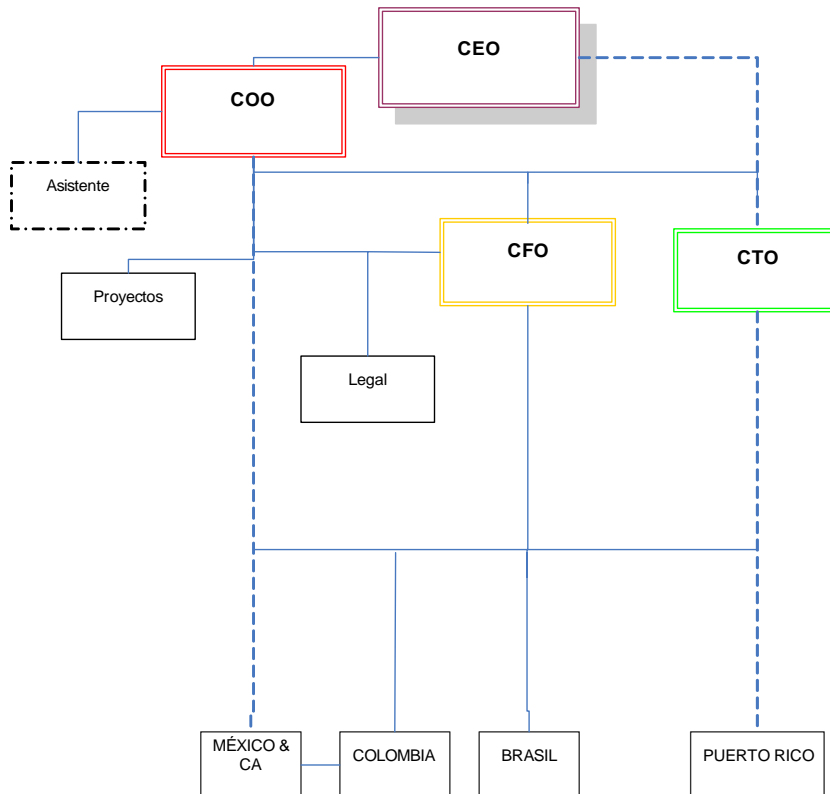 CEO
COO
Asistente
CFO
CTO
Proyectos
Legal
MÉXICO &
CA
COLOMBIA
BRASIL
PUERTO RICO